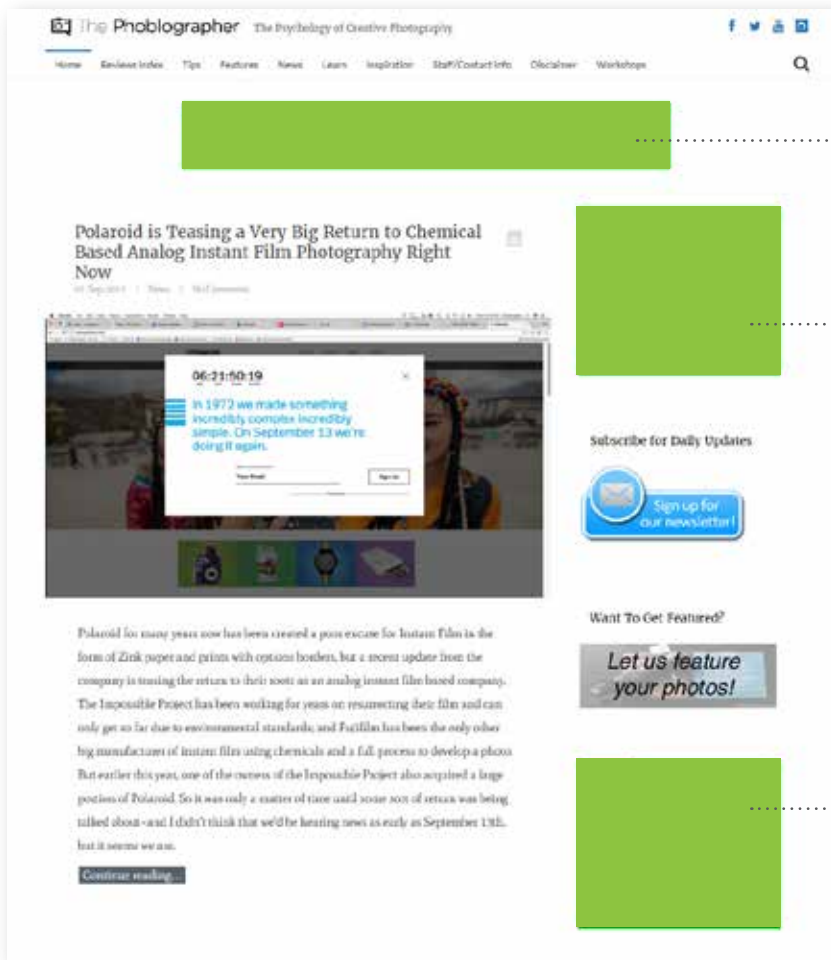 The Phoblographer The Psychology of Creative Photography
Home Reviews Index Tips Features News Learn Inspiration Staff/Contact Info Disclaimer Workshops
Polaroid is Teasing a Very Big Return to Chemical
Based Analog Instant Film Photography Right
Now
News
No Comments
06:21:50:19
In 1972 we made something
incredibly complex incredibly
simple. On September 13 we're
doing it again.
Your Email
Sign Up
Subscribe for Daily Updates
Sign up for
our newsletter!
Want To Get Featured?
Let us feature
your photos!
Polaroid for many years now has been created a poor excuse for Instant Film in the
form of Zink paper and prints with options borders, but a recent update from the
company is teasing the return to their roots as an analog instant film based company.
The Impossible Project has been working for years on resurrecting their film and can
only get so far due to environmental standards; and Fujifilm has been the only other
big manufacturer of instant film using chemicals and a full process to develop a photo.
But earlier this year, one of the owners of the Impossible Project also acquired a large
portion of Polaroid. So it was only a matter of time until some sort of return was being
talked about–and I didn't think that we'd be hearing news as early as September 13th,
but it seems we are.
Continue reading...